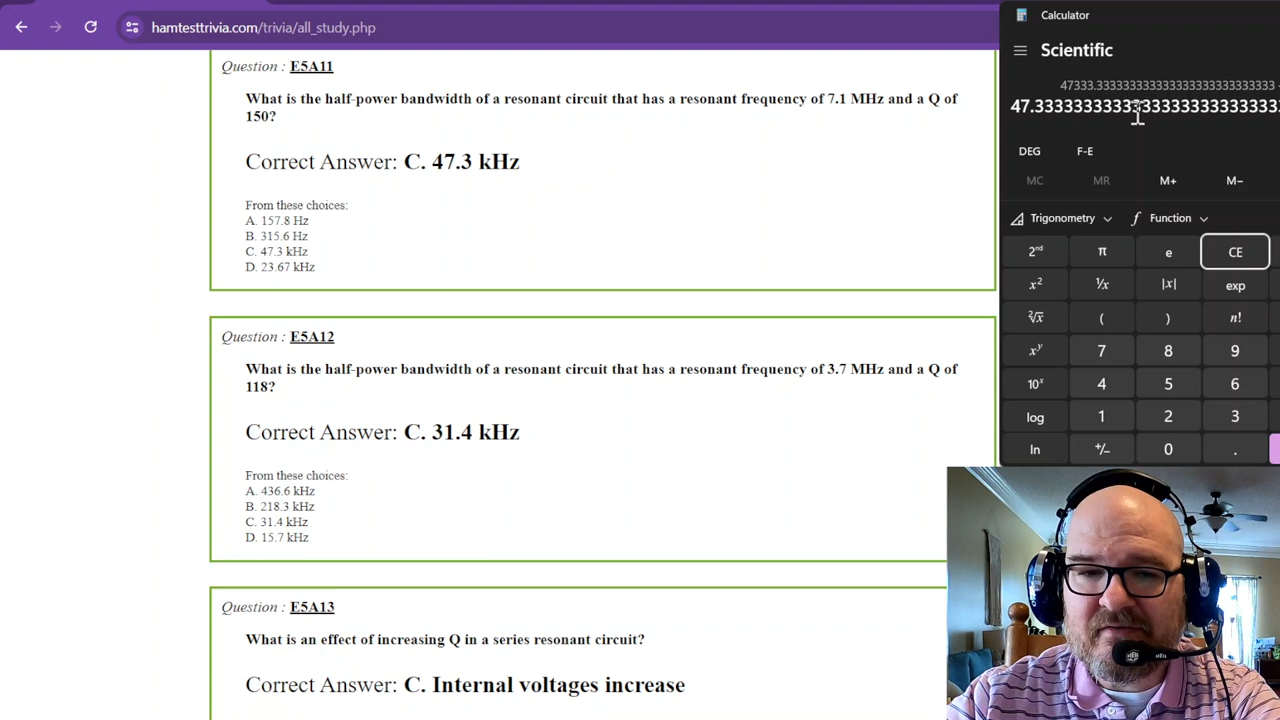 hamtesttrivia.com/trivia/all_study.php
Question : E5A11
What is the half-power bandwidth of a resonant circuit that has a resonant frequency of 7.1 MHz and a Q of
150?
Correct Answer: C. 47.3 kHz
From these choices:
A. 157.8 Hz
B. 315.6 Hz
C. 47.3 kHz
D. 23.67 kHz
Question : E5A12
What is the half-power bandwidth of a resonant circuit that has a resonant frequency of 3.7 MHz and a Q of
118?
Correct Answer: C. 31.4 kHz
From these choices:
A. 436.6 kHz
B. 218.3 kHz
C. 31.4 kHz
D. 15.7 kHz
Question : E5A13
What is an effect of increasing Q in a series resonant circuit?
Correct Answer: C. Internal voltages increase
Calculator
Scientific
DEG F-E
MC MR M+ M−
Trigonometry f Function
2nd π e CE
x² ¹/x |x| exp
²√x ( ) n!
xʸ 7 8 9
10ˣ 4 5 6
log 1 2 3
ln +/− 0 .
HEIL